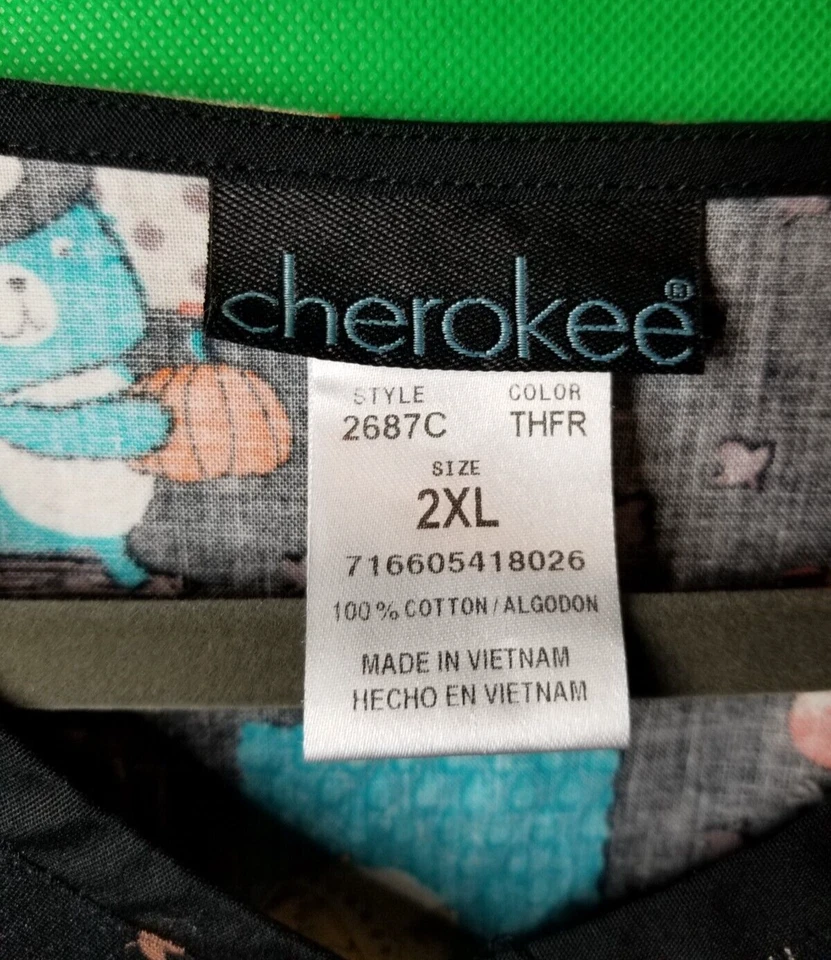 cherokee®
STYLE COLOR
2687C THFR
SIZE
2XL
716605418026
100% COTTON/ALGODON
MADE IN VIETNAM
HECHO EN VIETNAM